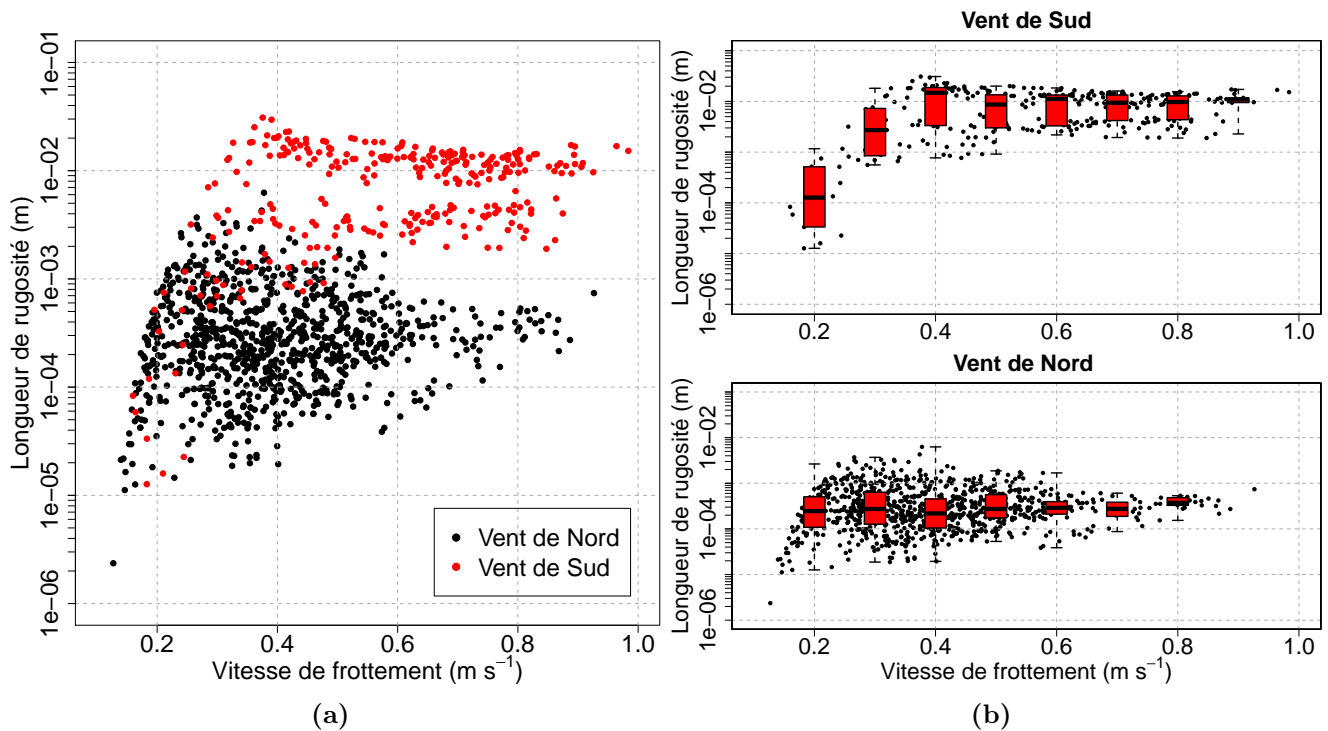 Longueur de rugosité (m)
1e−01
1e−02
1e−03
1e−04
1e−05
1e−06
Vent de Nord
Vent de Sud
0.2 0.4 0.6 0.8 1.0
Vitesse de frottement (m s⁻¹)
(a)
Vent de Sud
Longueur de rugosité (m)
1e−02
1e−04
1e−06
0.2 0.4 0.6 0.8 1.0
Vent de Nord
Longueur de rugosité (m)
1e−02
1e−04
1e−06
0.2 0.4 0.6 0.8 1.0
Vitesse de frottement (m s⁻¹)
(b)